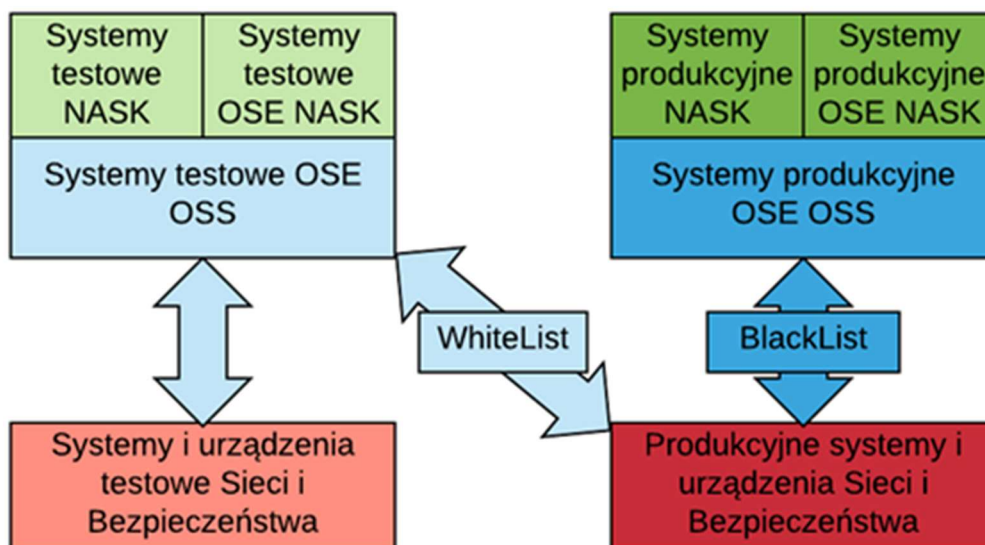 Systemy
testowe
NASK
Systemy
testowe
OSE NASK
Systemy
produkcyjne
NASK
Systemy
produkcyjne
OSE NASK
Systemy testowe OSE
OSS
Systemy produkcyjne
OSE OSS
WhiteList
BlackList
Systemy i urządzenia
testowe Sieci i
Bezpieczeństwa
Produkcyjne systemy i
urządzenia Sieci i
Bezpieczeństwa